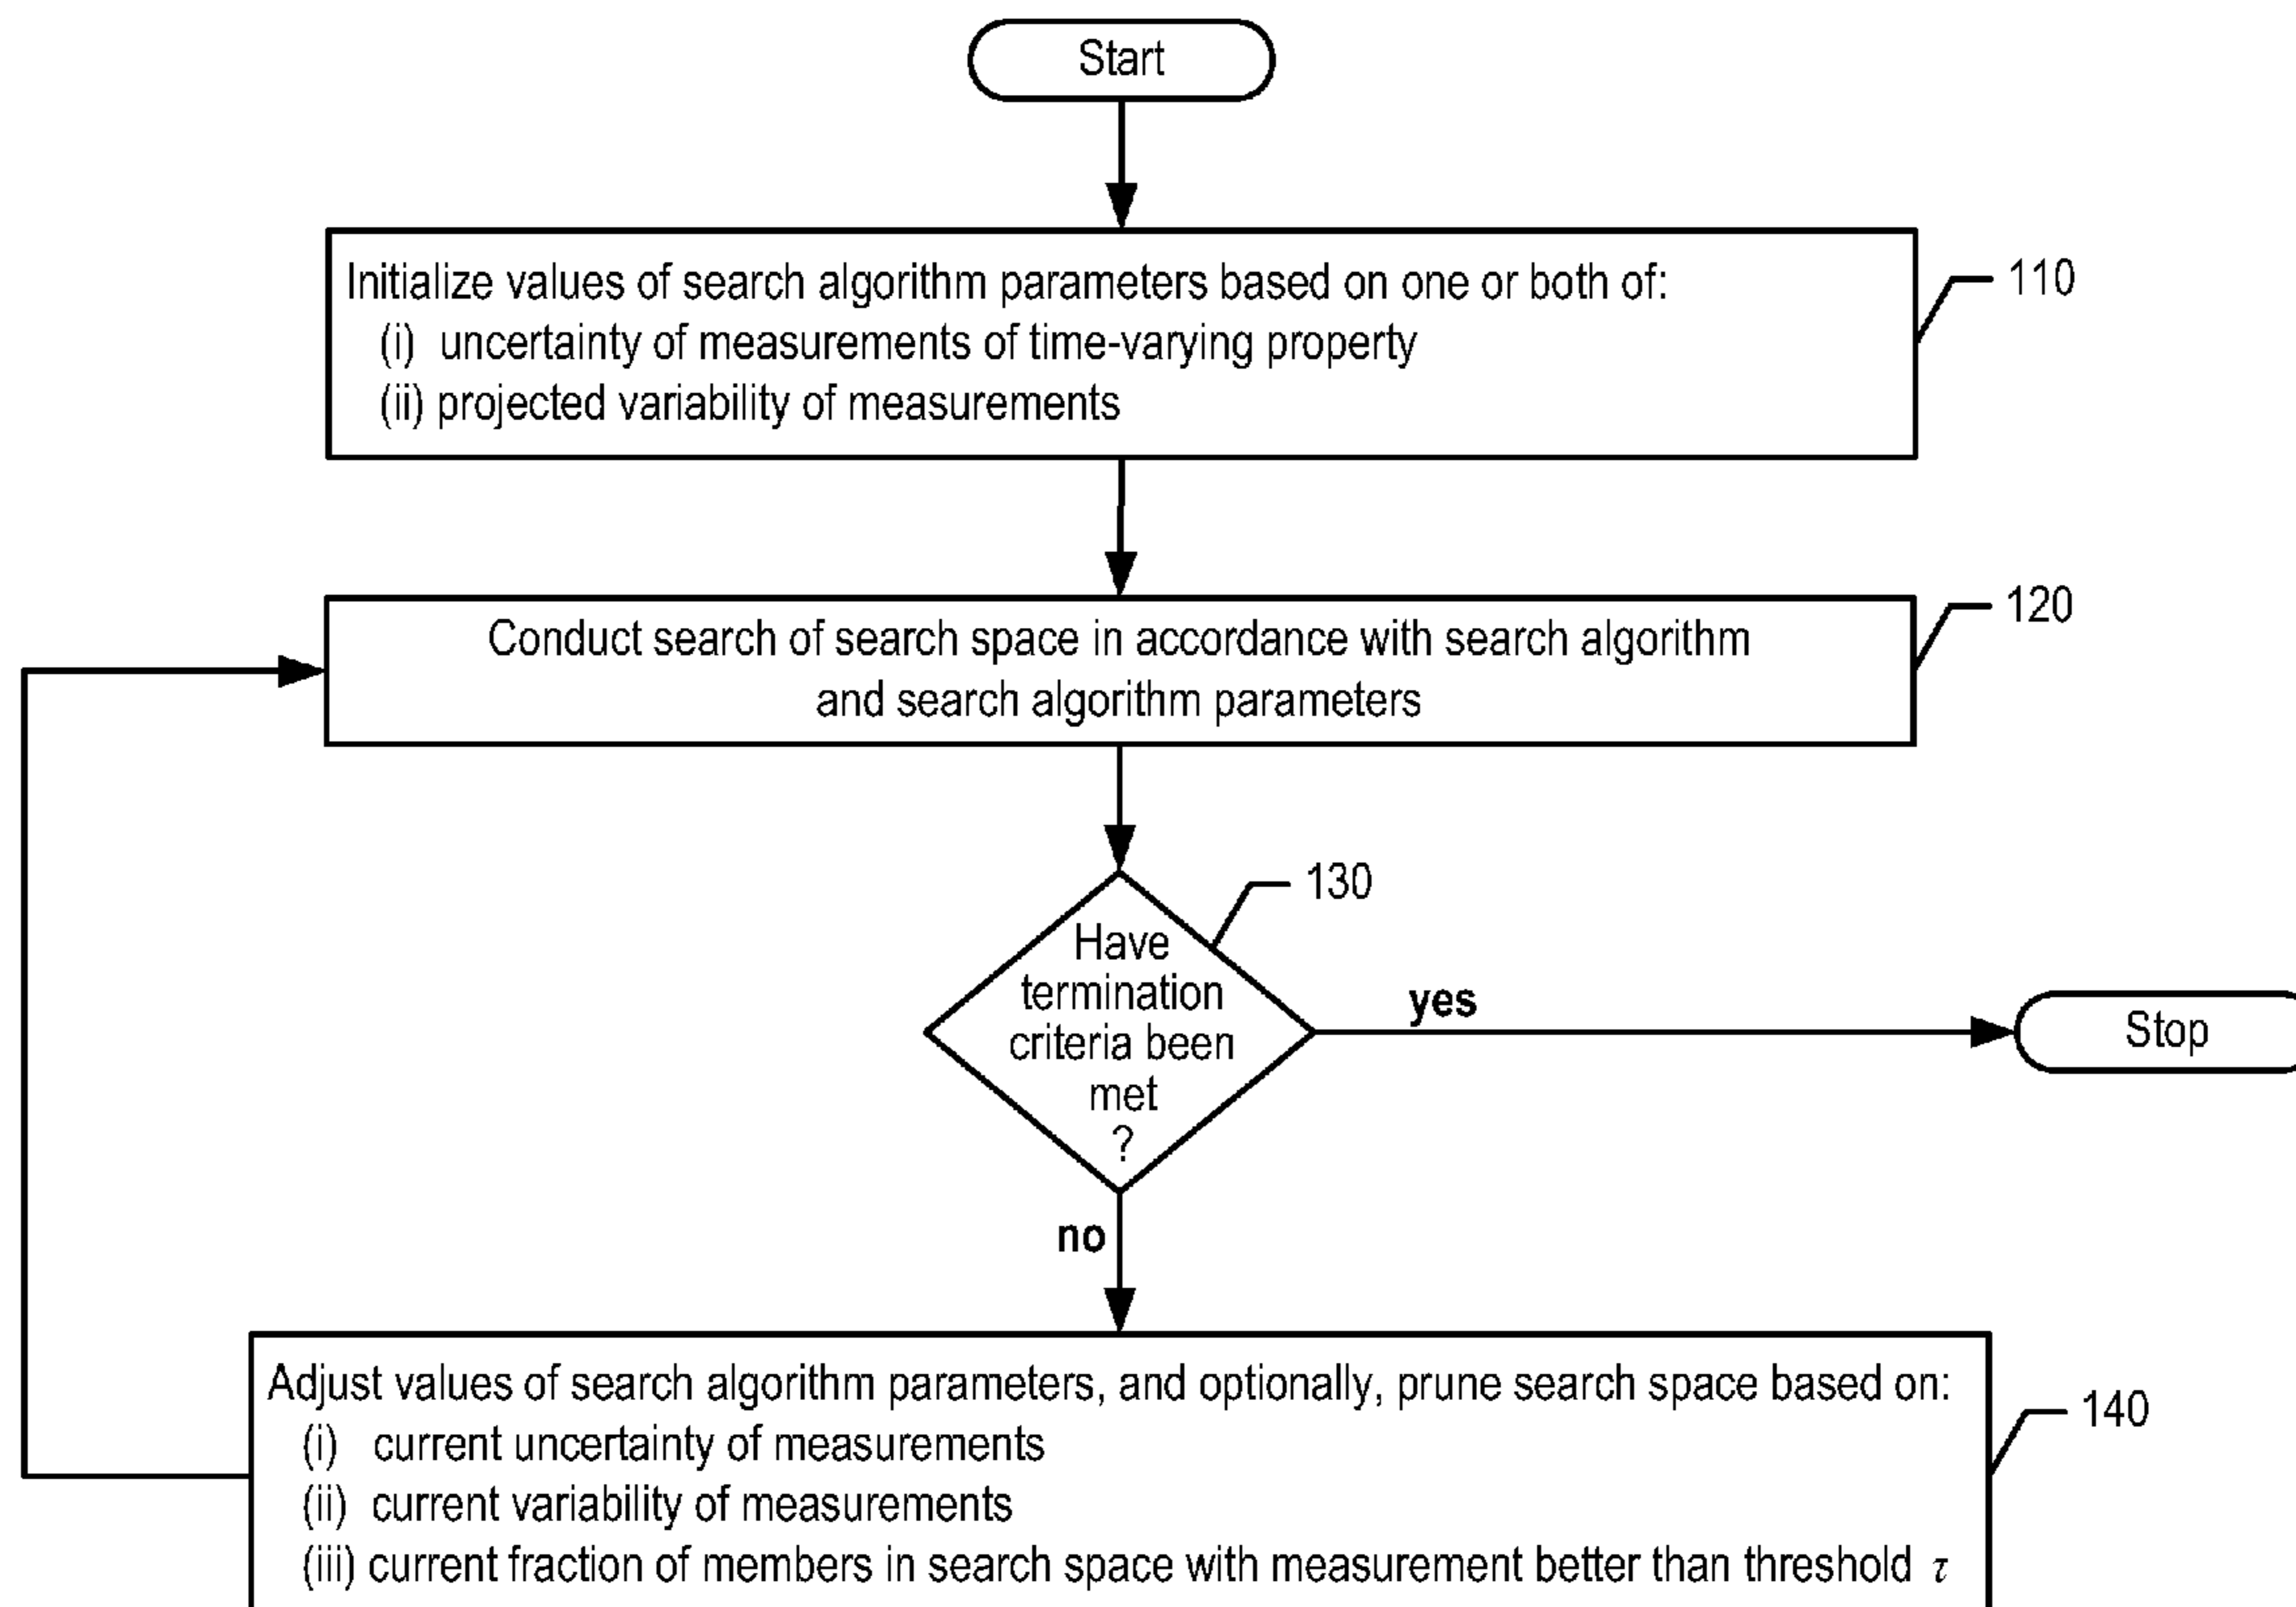 Start
Initialize values of search algorithm parameters based on one or both of:
(i) uncertainty of measurements of time-varying property
(ii) projected variability of measurements
110
Conduct search of search space in accordance with search algorithm
and search algorithm parameters
120
Have
termination
criteria been
met
?
130
yes
Stop
no
Adjust values of search algorithm parameters, and optionally, prune search space based on:
(i) current uncertainty of measurements
(ii) current variability of measurements
(iii) current fraction of members in search space with measurement better than threshold τ
140